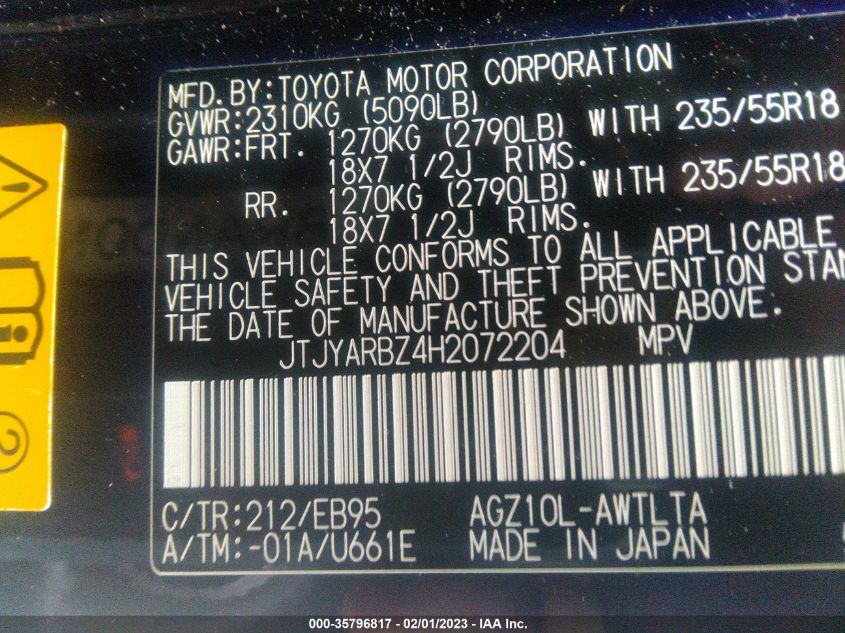 MFD.BY:TOYOTA MOTOR CORPORATION
GVWR:2310KG (5090LB)
GAWR:FRT. 1270KG (2790LB) WITH 235/55R18
18X7 1/2J RIMS.
RR. 1270KG (2790LB) WITH 235/55R18
18X7 1/2J RIMS.
THIS VEHICLE CONFORMS TO ALL APPLICABLE
VEHICLE SAFETY AND THEFT PREVENTION STAN
THE DATE OF MANUFACTURE SHOWN ABOVE.
JTJYARBZ4H2072204 MPV
C/TR:212/EB95 AGZ10L-AWTLTA
A/TM:-01A/U661E MADE IN JAPAN
2
000-35796817 - 02/01/2023 - IAA Inc.